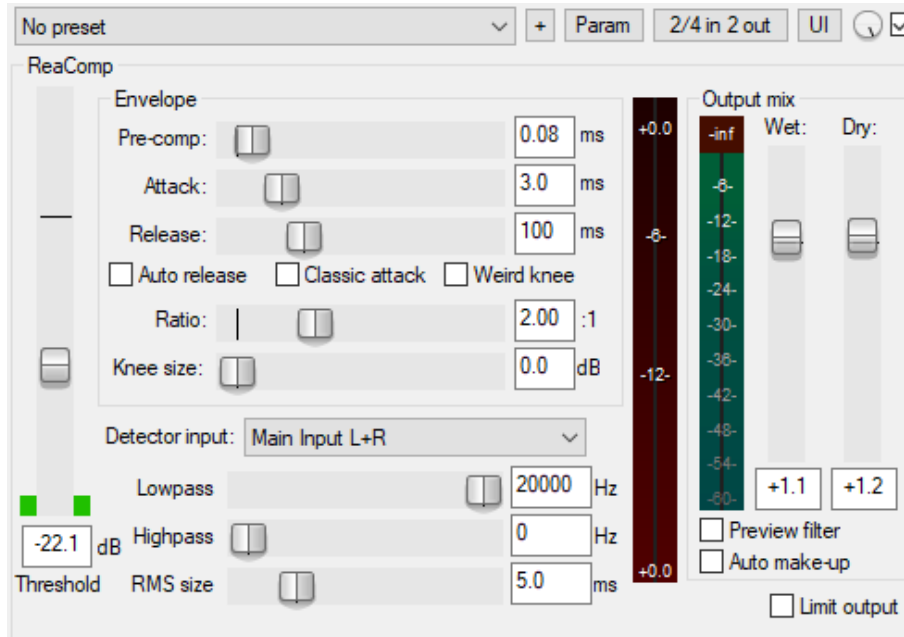 No preset
+
Param
2/4 in 2 out
UI
ReaComp
Envelope
Pre-comp:
0.08
ms
Attack:
3.0
ms
Release:
100
ms
Auto release
Classic attack
Weird knee
Ratio:
2.00
:1
Knee size:
0.0
dB
Detector input:
Main Input L+R
Lowpass
20000
Hz
Highpass
0
Hz
RMS size
5.0
ms
-22.1
dB
Threshold
+0.0
-6-
-12-
+0.0
Output mix
-inf
-6-
-12-
-18-
-24-
-30-
-36-
-42-
-48-
-54-
-60-
Wet:
Dry:
+1.1
+1.2
Preview filter
Auto make-up
Limit output